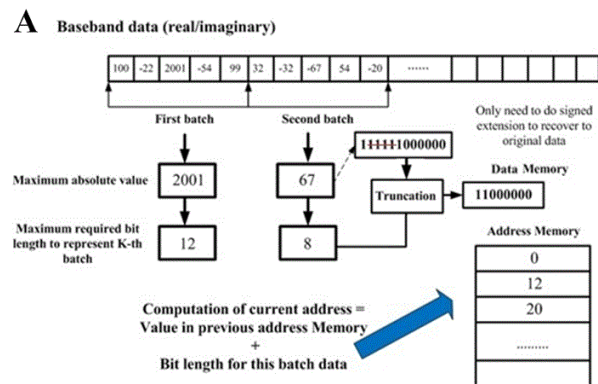 A
Baseband data (real/imaginary)
100 -22 2001 -54 99 32 -32 -67 54 -20 ......
First batch
Second batch
Only need to do signed
extension to recover to
original data
111111000000
Maximum absolute value
2001
67
Truncation
Data Memory
11000000
Maximum required bit
length to represent K-th
batch
12
8
Address Memory
0
12
20
.........
Computation of current address =
Value in previous address Memory
+
Bit length for this batch data